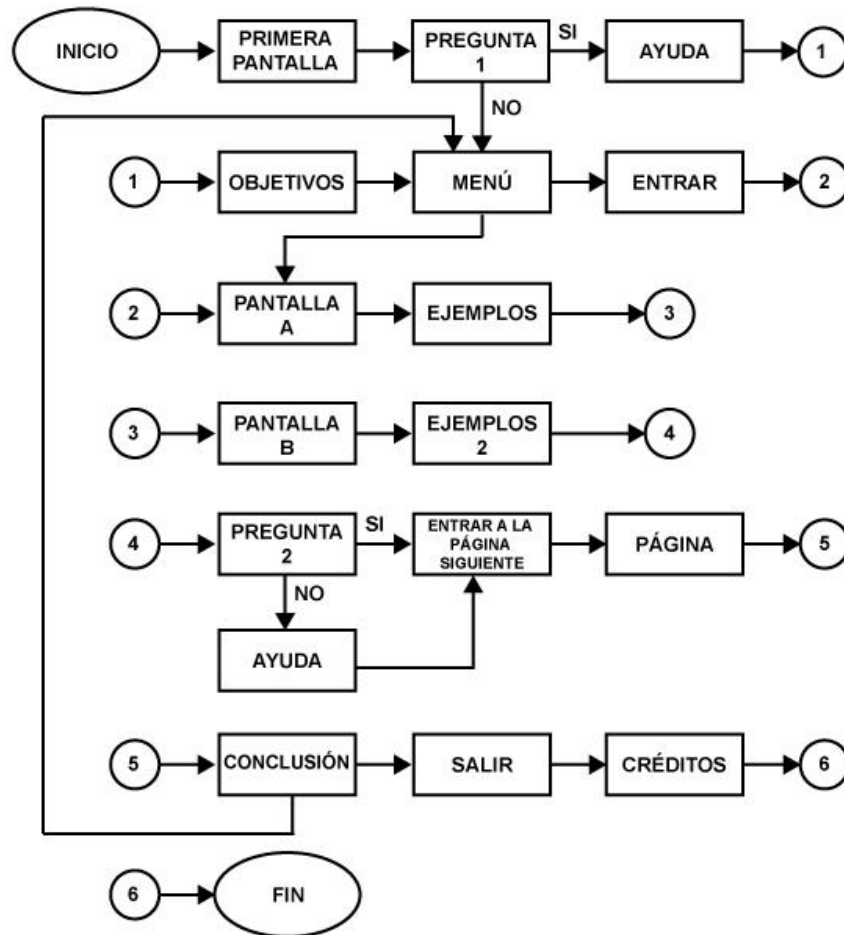 INICIO
PRIMERA
PANTALLA
PREGUNTA
1
SI
AYUDA
1
NO
1
OBJETIVOS
MENÚ
ENTRAR
2
2
PANTALLA
A
EJEMPLOS
3
3
PANTALLA
B
EJEMPLOS
2
4
4
PREGUNTA
2
SI
ENTRAR A LA
PÁGINA
SIGUIENTE
PÁGINA
5
NO
AYUDA
5
CONCLUSIÓN
SALIR
CRÉDITOS
6
6
FIN